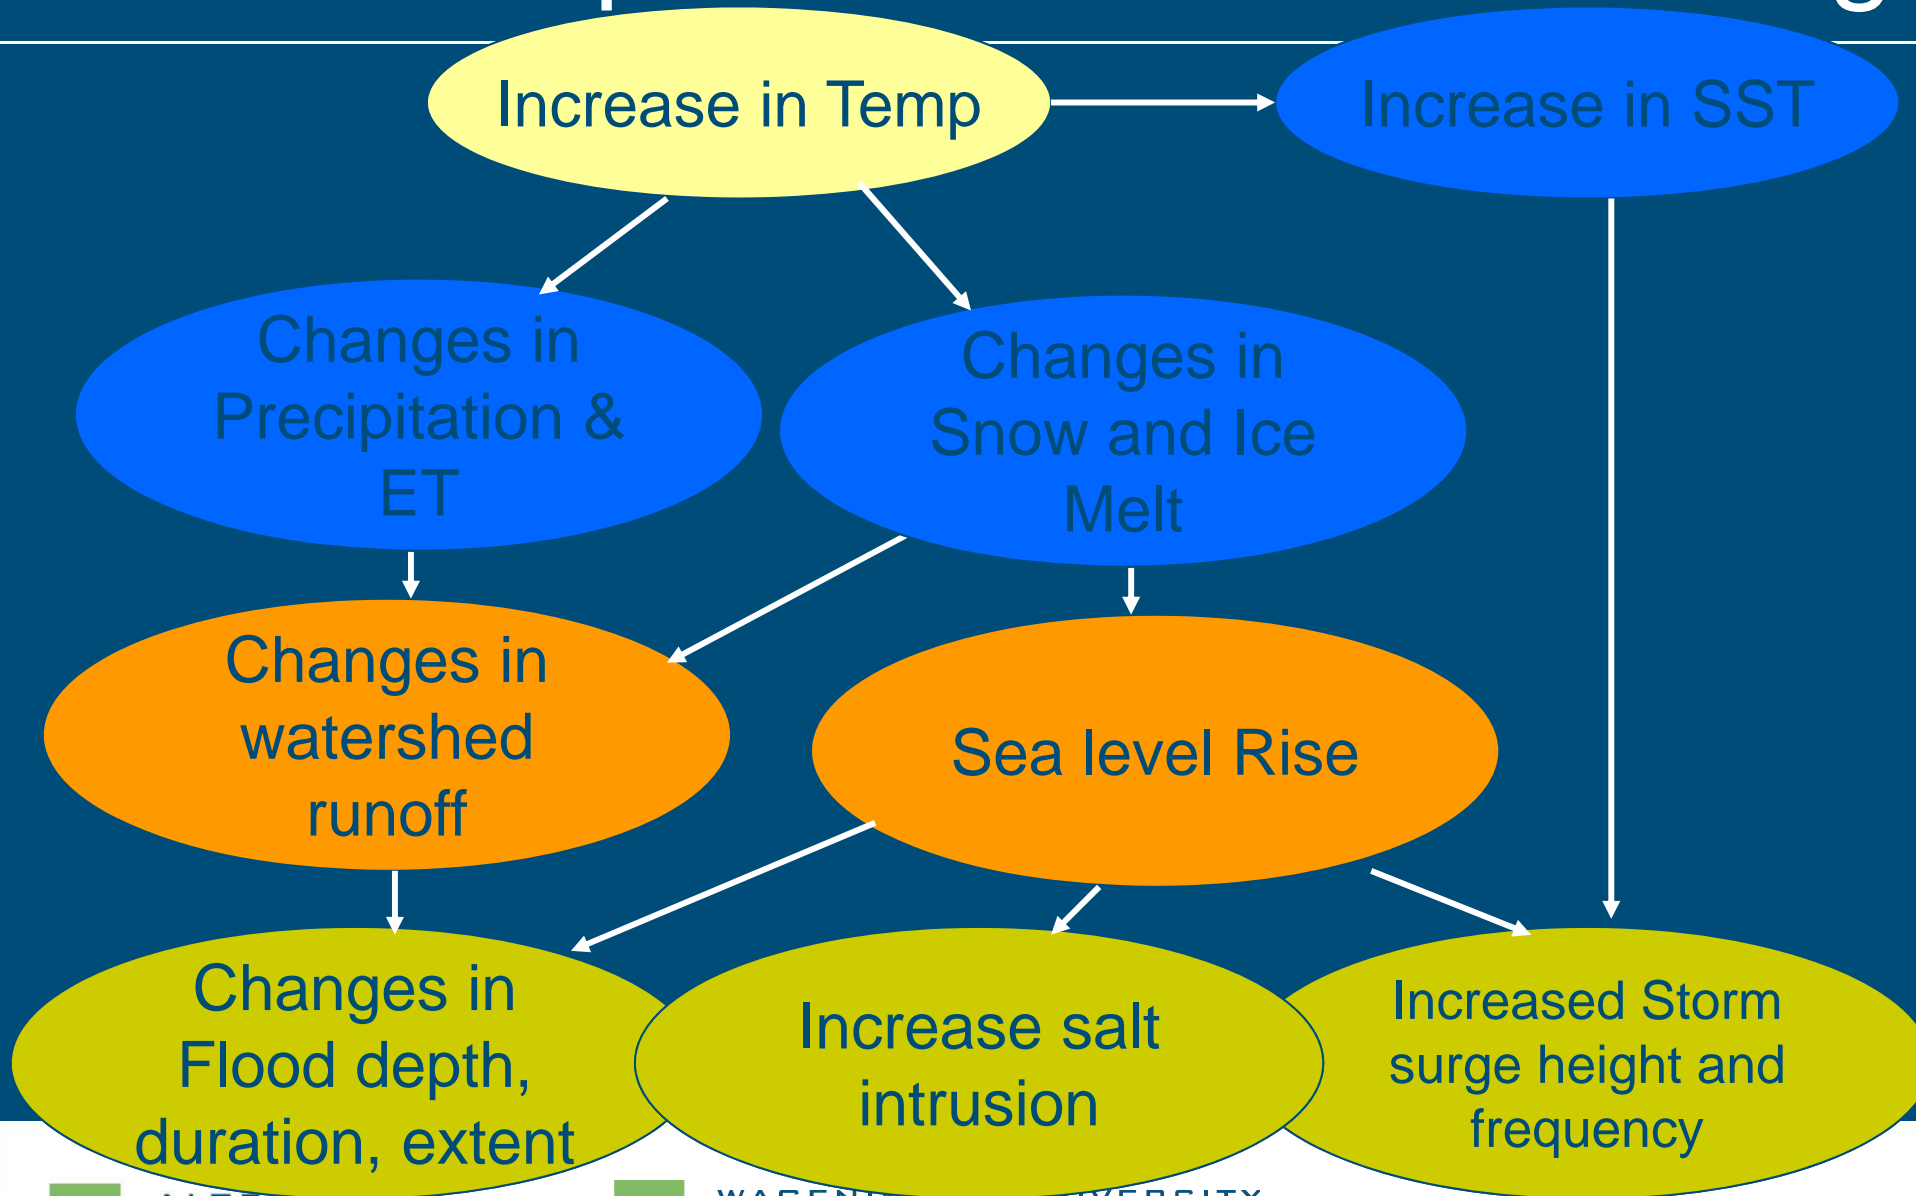 Increase in Temp
Increase in SST
Changes in
Precipitation &
ET
Changes in
Snow and Ice
Melt
Changes in
watershed
runoff
Sea level Rise
Changes in
Flood depth,
duration, extent
Increase salt
intrusion
Increased Storm
surge height and
frequency